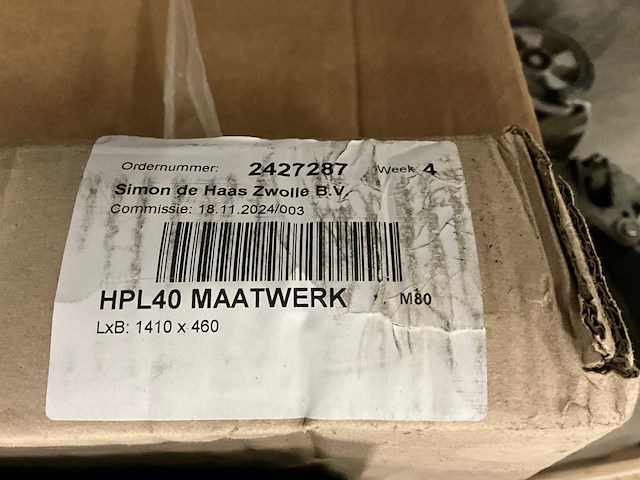 Ordernummer: 2427287 Week 4
Simon de Haas Zwolle B.V.
Commissie: 18.11.2024/003
HPL40 MAATWERK M80
LxB: 1410 x 460